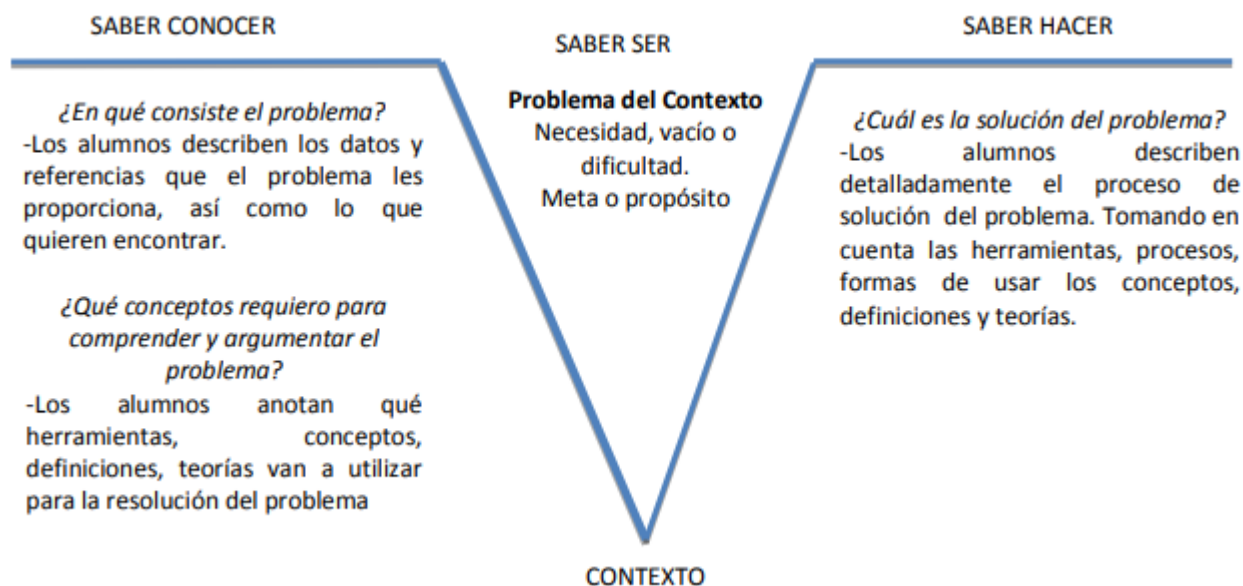 SABER CONOCER
¿En qué consiste el problema?
-Los alumnos describen los datos y
referencias que el problema les
proporciona, así como lo que
quieren encontrar.
¿Qué conceptos requiero para
comprender y argumentar el
problema?
-Los alumnos anotan qué
herramientas, conceptos,
definiciones, teorías van a utilizar
para la resolución del problema
SABER SER
Problema del Contexto
Necesidad, vacío o
dificultad.
Meta o propósito
SABER HACER
¿Cuál es la solución del problema?
-Los alumnos describen
detalladamente el proceso de
solución del problema. Tomando en
cuenta las herramientas, procesos,
formas de usar los conceptos,
definiciones y teorías.
CONTEXTO